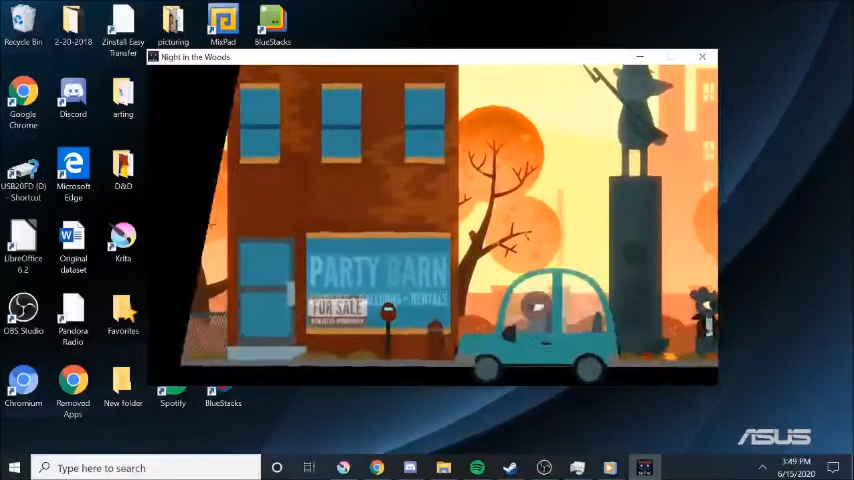 Recycle Bin
2-20-2018
Zinstall Easy
Transfer
picturing
MixPad
BlueStacks
Night in the Woods
Google
Chrome
Discord
arting
USB20FD (D)
- Shortcut
Microsoft
Edge
D&D
LibreOffice
6.2
Original
dataset
Krita
OBS Studio
Pandora
Radio
Favorites
Chromium
Removed
Apps
New folder
Spotify
BlueStacks
PARTY BARN
BALLOONS - RENTALS
FOR SALE
ASUS
Type here to search
3:49 PM
6/15/2020